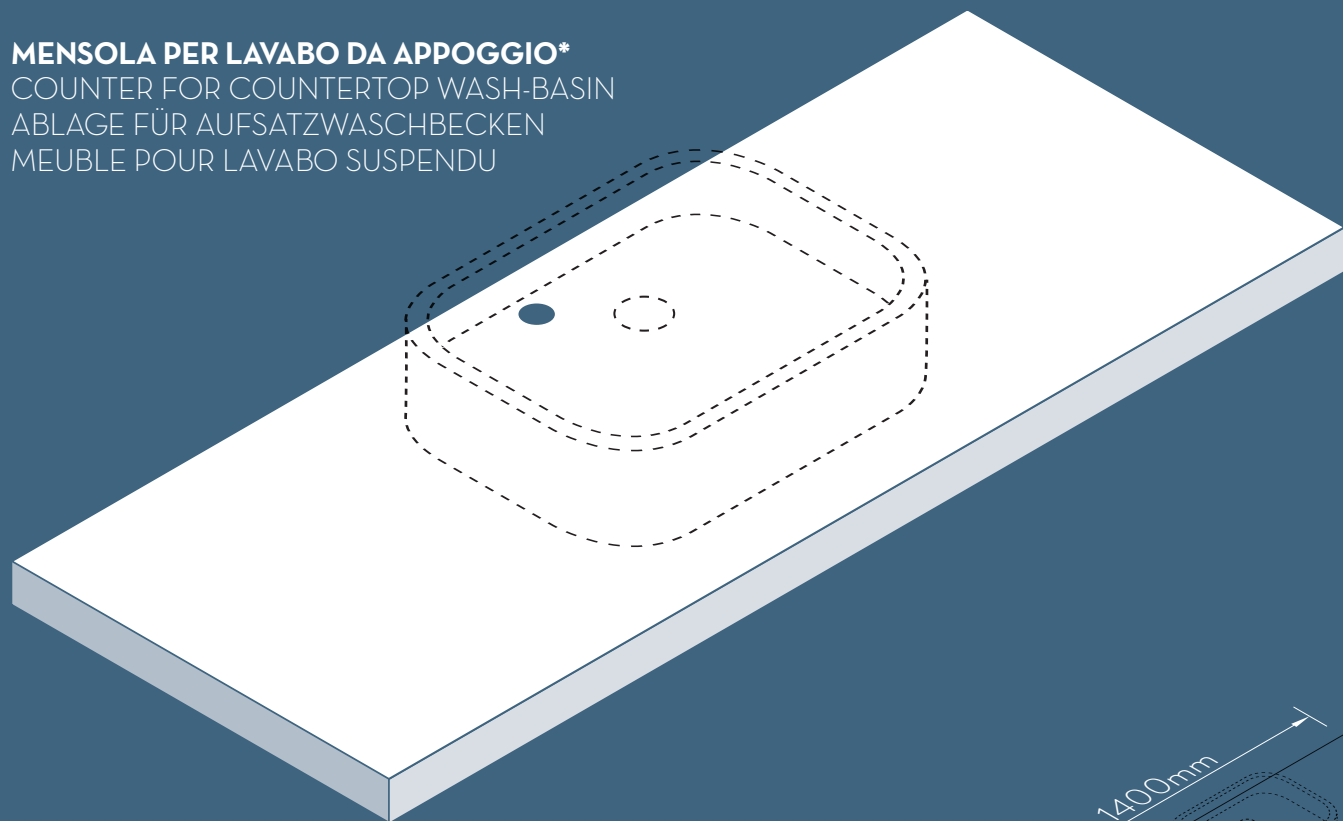 MENSOLA PER LAVABO DA APPOGGIO*
COUNTER FOR COUNTERTOP WASH-BASIN
ABLAGE FÜR AUFSATZWASCHBECKEN
MEUBLE POUR LAVABO SUSPENDU
1400mm